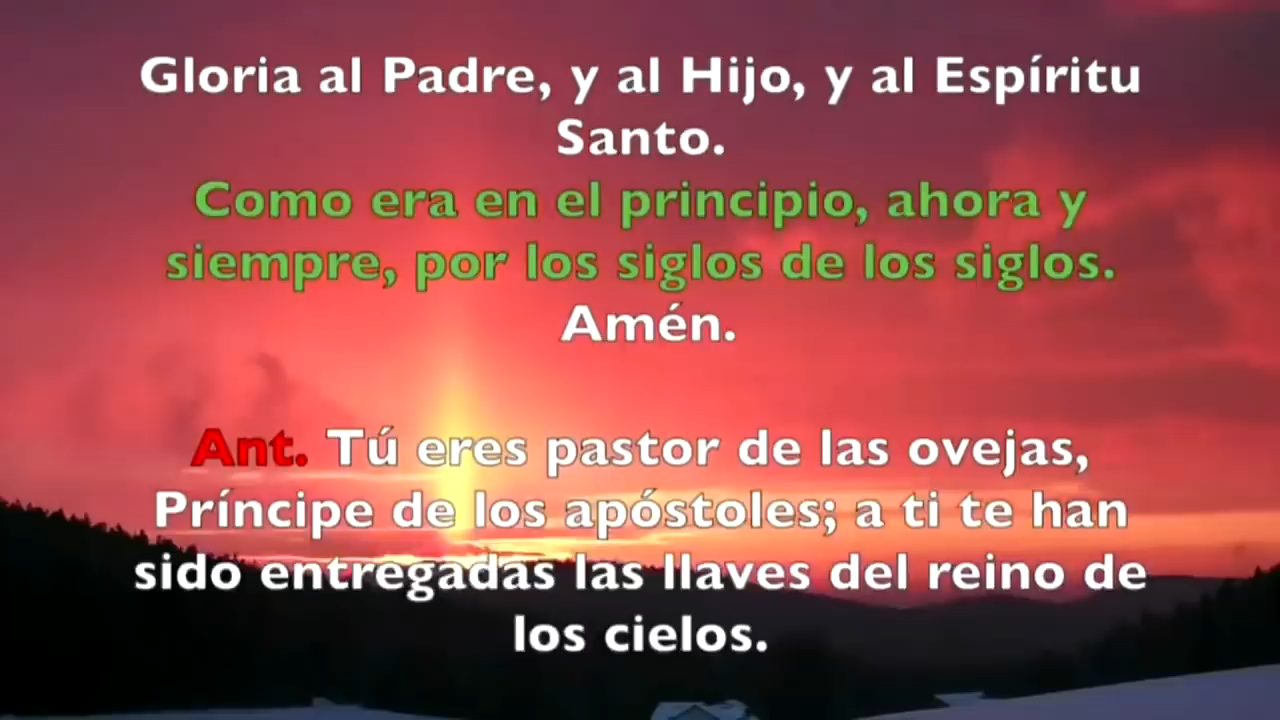 Gloria al Padre, y al Hijo, y al Espíritu
Santo.
Como era en el principio, ahora y
siempre, por los siglos de los siglos.
Amén.
Ant. Tú eres pastor de las ovejas,
Príncipe de los apóstoles; a ti te han
sido entregadas las llaves del reino de
los cielos.